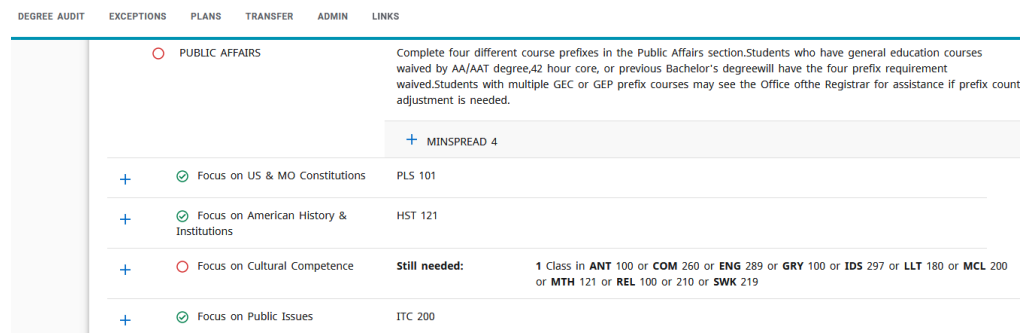 DEGREE AUDIT EXCEPTIONS PLANS TRANSFER ADMIN LINKS
PUBLIC AFFAIRS
Complete four different course prefixes in the Public Affairs section.Students who have general education courses
waived by AA/AAT degree,42 hour core, or previous Bachelor's degreewill have the four prefix requirement
waived.Students with multiple GEC or GEP prefix courses may see the Office ofthe Registrar for assistance if prefix count
adjustment is needed.
+ MINSPREAD 4
+ Focus on US & MO Constitutions PLS 101
+ Focus on American History & HST 121
Institutions
+ Focus on Cultural Competence Still needed: 1 Class in ANT 100 or COM 260 or ENG 289 or GRY 100 or IDS 297 or LLT 180 or MCL 200
or MTH 121 or REL 100 or 210 or SWK 219
+ Focus on Public Issues ITC 200